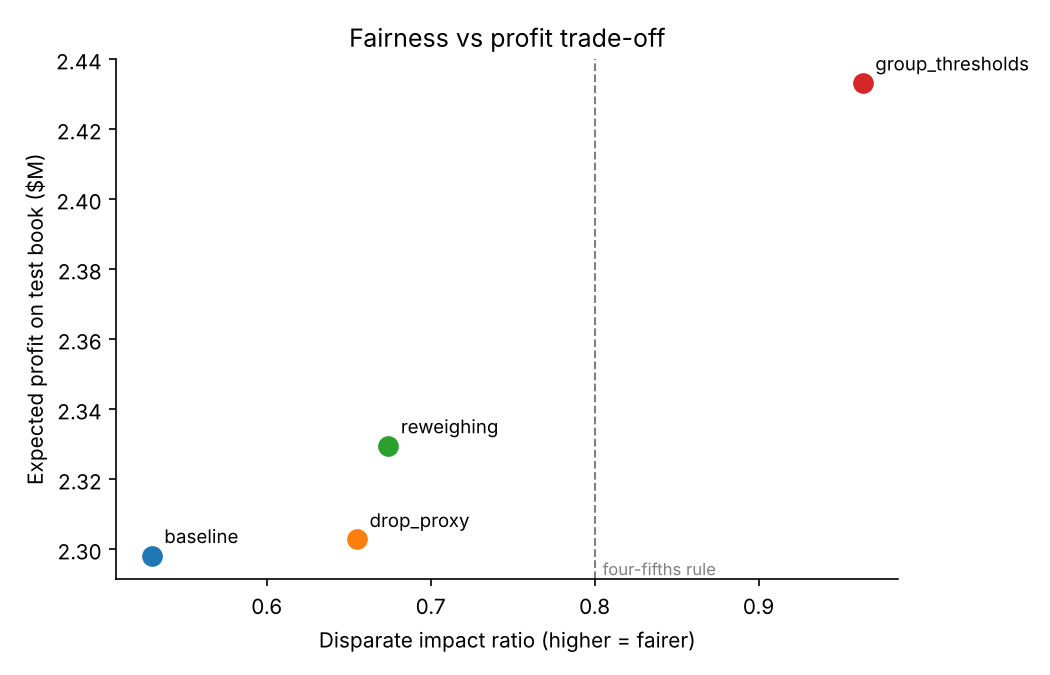 Fairness vs profit trade-off
2.44
2.42
2.40
2.38
2.36
2.34
2.32
2.30
Expected profit on test book ($M)
group_thresholds
reweighing
drop_proxy
baseline
four-fifths rule
0.6
0.7
0.8
0.9
Disparate impact ratio (higher = fairer)